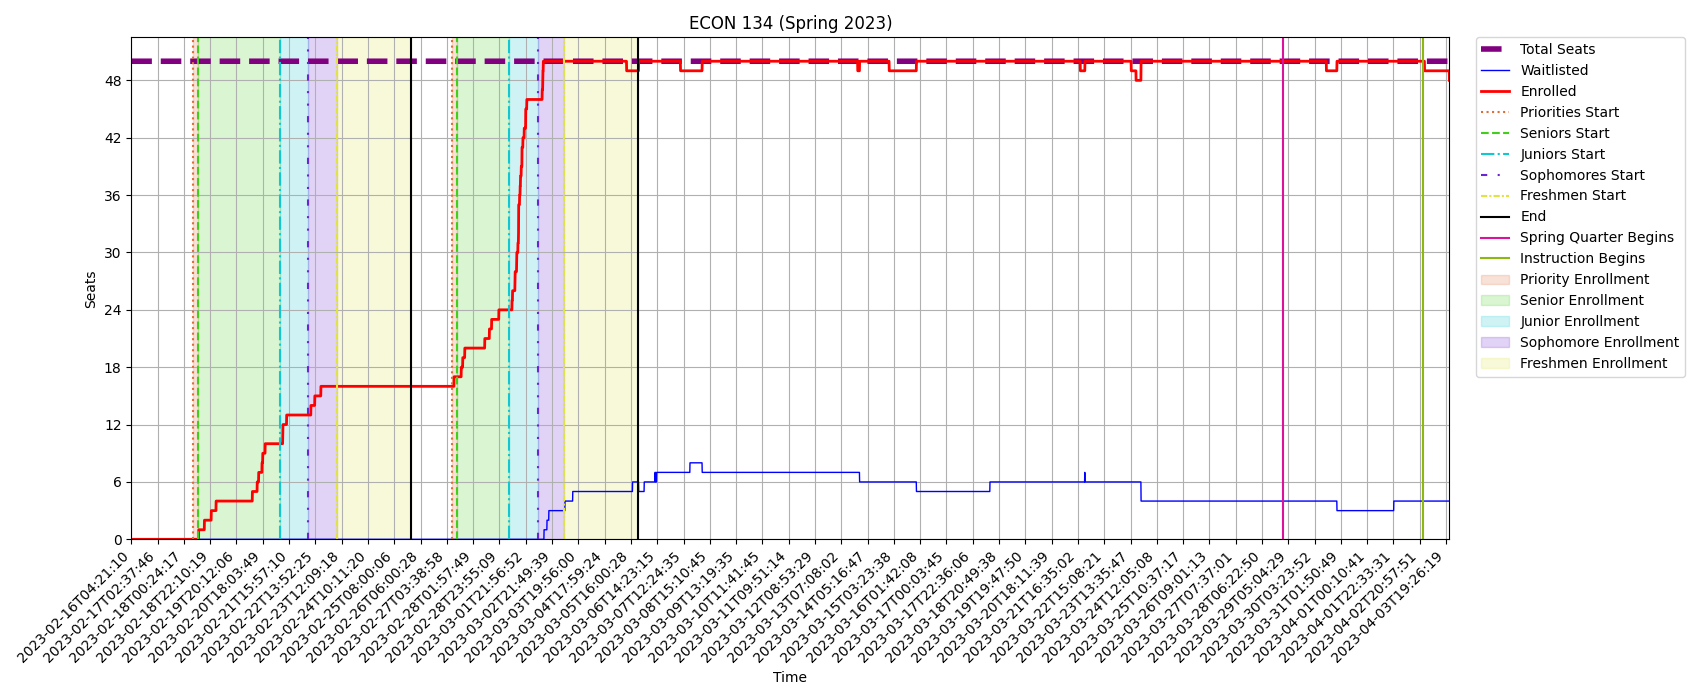 ECON 134 (Spring 2023)
Total Seats
Waitlisted
Enrolled
Priorities Start
Seniors Start
Juniors Start
Sophomores Start
Freshmen Start
End
Spring Quarter Begins
Instruction Begins
Priority Enrollment
Senior Enrollment
Junior Enrollment
Sophomore Enrollment
Freshmen Enrollment
Seats
48
42
36
30
24
18
12
6
0
2023-02-16T04:21:10
2023-02-17T02:37:46
2023-02-18T00:24:17
2023-02-18T22:10:19
2023-02-19T20:12:06
2023-02-20T18:03:49
2023-02-21T15:57:10
2023-02-22T13:52:25
2023-02-23T12:09:18
2023-02-24T10:11:20
2023-02-25T08:00:06
2023-02-26T06:00:28
2023-02-27T03:38:58
2023-02-28T01:57:49
2023-02-28T23:55:09
2023-03-01T21:56:52
2023-03-02T21:49:39
2023-03-03T19:56:00
2023-03-04T17:59:24
2023-03-05T16:00:28
2023-03-06T14:23:15
2023-03-07T12:24:35
2023-03-08T15:10:45
2023-03-09T13:19:35
2023-03-10T11:41:45
2023-03-11T09:51:14
2023-03-12T08:53:29
2023-03-13T07:08:02
2023-03-14T05:16:47
2023-03-15T03:23:38
2023-03-16T01:42:08
2023-03-17T00:03:45
2023-03-17T22:36:06
2023-03-18T20:49:38
2023-03-19T19:47:50
2023-03-20T18:11:39
2023-03-21T16:35:02
2023-03-22T15:08:21
2023-03-23T13:35:47
2023-03-24T12:05:08
2023-03-25T10:37:17
2023-03-26T09:01:13
2023-03-27T07:37:01
2023-03-28T06:22:50
2023-03-29T05:04:29
2023-03-30T03:23:52
2023-03-31T01:50:49
2023-04-01T00:10:41
2023-04-01T22:33:31
2023-04-02T20:57:51
2023-04-03T19:26:19
Time